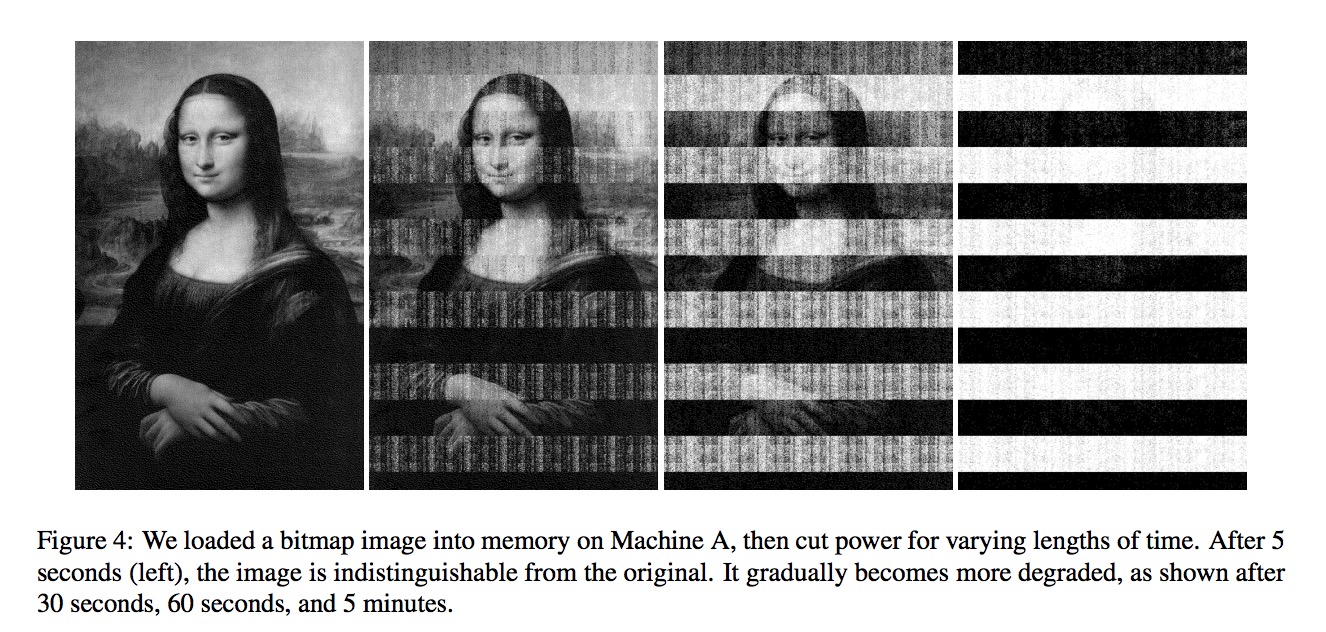 Figure 4: We loaded a bitmap image into memory on Machine A, then cut power for varying lengths of time. After 5
seconds (left), the image is indistinguishable from the original. It gradually becomes more degraded, as shown after
30 seconds, 60 seconds, and 5 minutes.